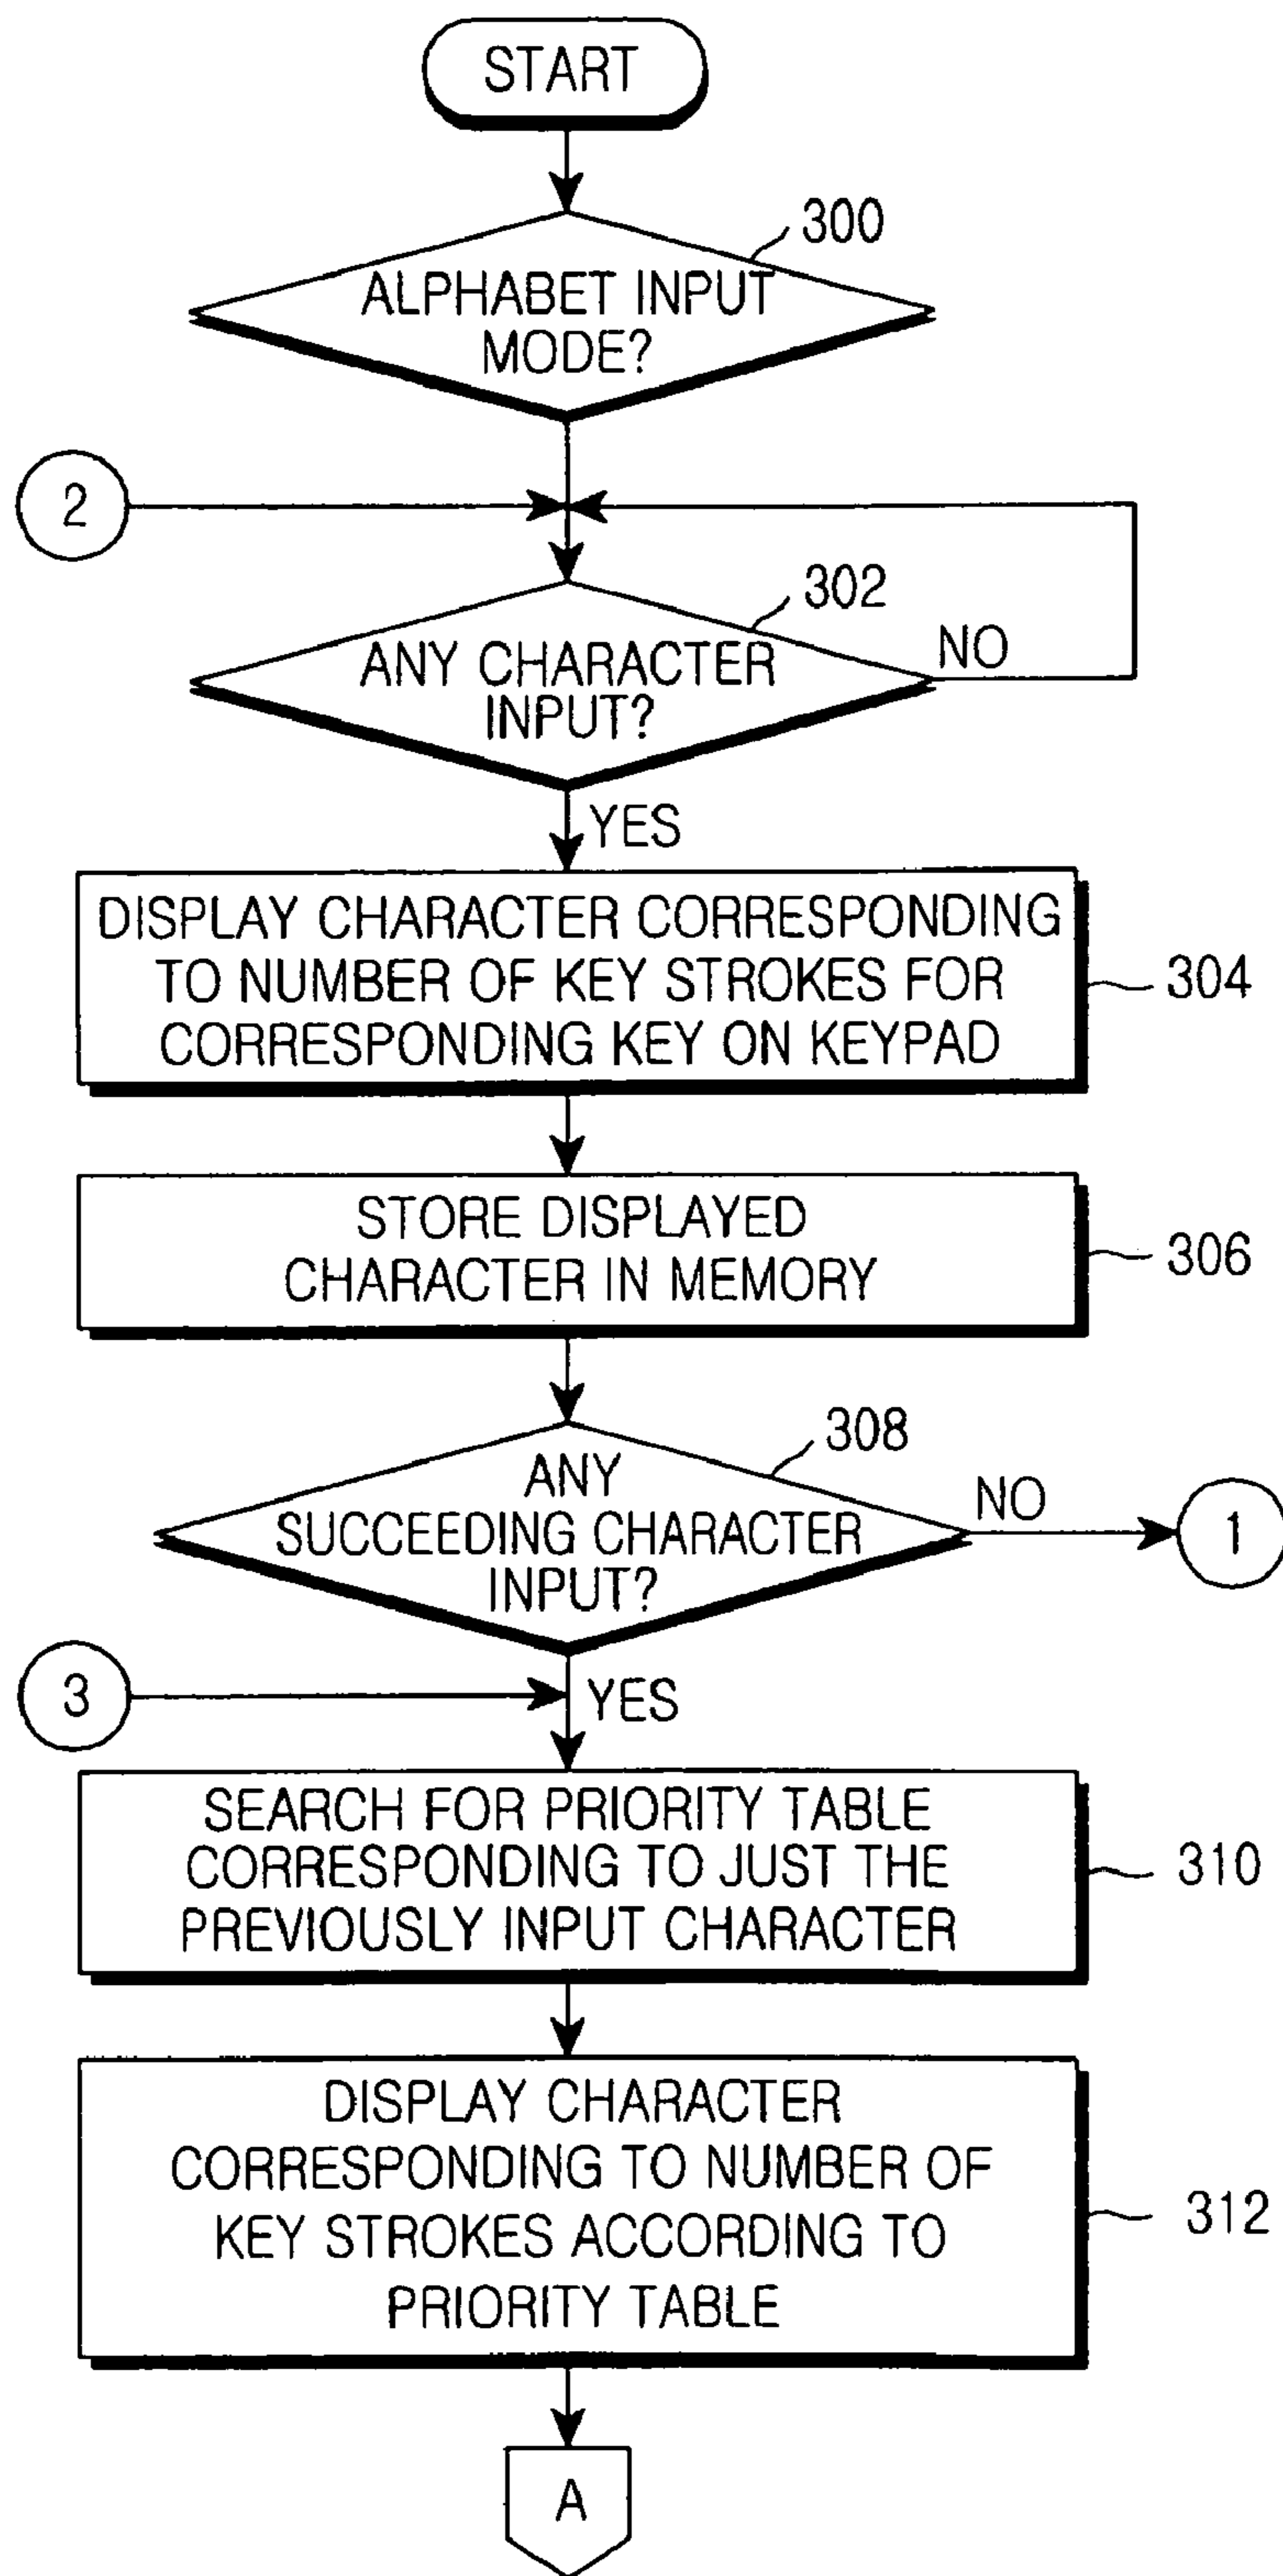 START
300
ALPHABET INPUT
MODE?
2
302
ANY CHARACTER
INPUT?
NO
YES
DISPLAY CHARACTER CORRESPONDING
TO NUMBER OF KEY STROKES FOR
CORRESPONDING KEY ON KEYPAD
304
STORE DISPLAYED
CHARACTER IN MEMORY
306
308
ANY
SUCCEEDING CHARACTER
INPUT?
NO
1
3
YES
SEARCH FOR PRIORITY TABLE
CORRESPONDING TO JUST THE
PREVIOUSLY INPUT CHARACTER
310
DISPLAY CHARACTER
CORRESPONDING TO NUMBER OF
KEY STROKES ACCORDING TO
PRIORITY TABLE
312
A